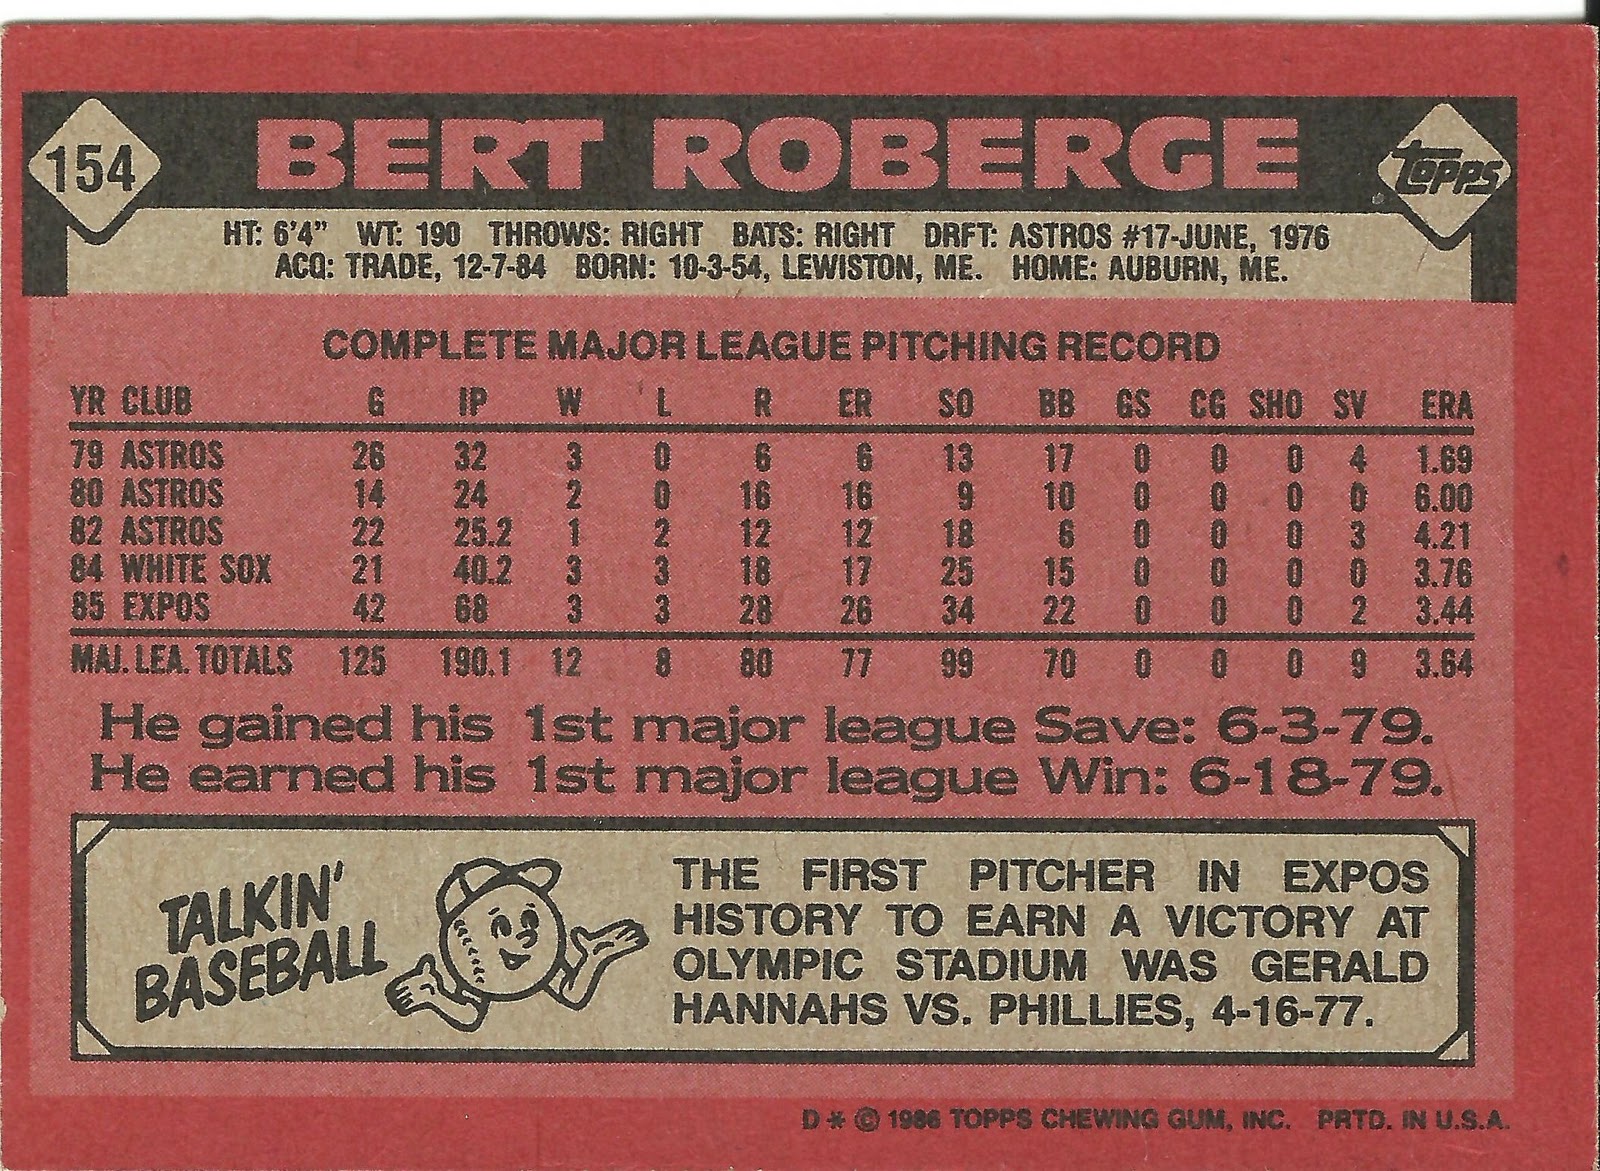 154 BERT ROBERGE topps
HT: 6'4" WT: 190 THROWS: RIGHT BATS: RIGHT DRFT: ASTROS #17-JUNE, 1976
ACQ: TRADE, 12-7-84 BORN: 10-3-54, LEWISTON, ME. HOME: AUBURN, ME.
COMPLETE MAJOR LEAGUE PITCHING RECORD
YR CLUB G IP W L R ER SO BB GS CG SHO SV ERA
79 ASTROS 26 32 3 0 6 6 13 17 0 0 0 4 1.69
80 ASTROS 14 24 2 0 16 16 9 10 0 0 0 0 6.00
82 ASTROS 22 25.2 1 2 12 12 18 6 0 0 0 3 4.21
84 WHITE SOX 21 40.2 3 3 18 17 25 15 0 0 0 0 3.76
85 EXPOS 42 68 3 3 28 26 34 22 0 0 0 2 3.44
MAJ. LEA. TOTALS 125 190.1 12 8 80 77 99 70 0 0 0 9 3.64
He gained his 1st major league Save: 6-3-79.
He earned his 1st major league Win: 6-18-79.
TALKIN'
BASEBALL
THE FIRST PITCHER IN EXPOS
HISTORY TO EARN A VICTORY AT
OLYMPIC STADIUM WAS GERALD
HANNAHS VS. PHILLIES, 4-16-77.
D * © 1986 TOPPS CHEWING GUM, INC. PRTD. IN U.S.A.